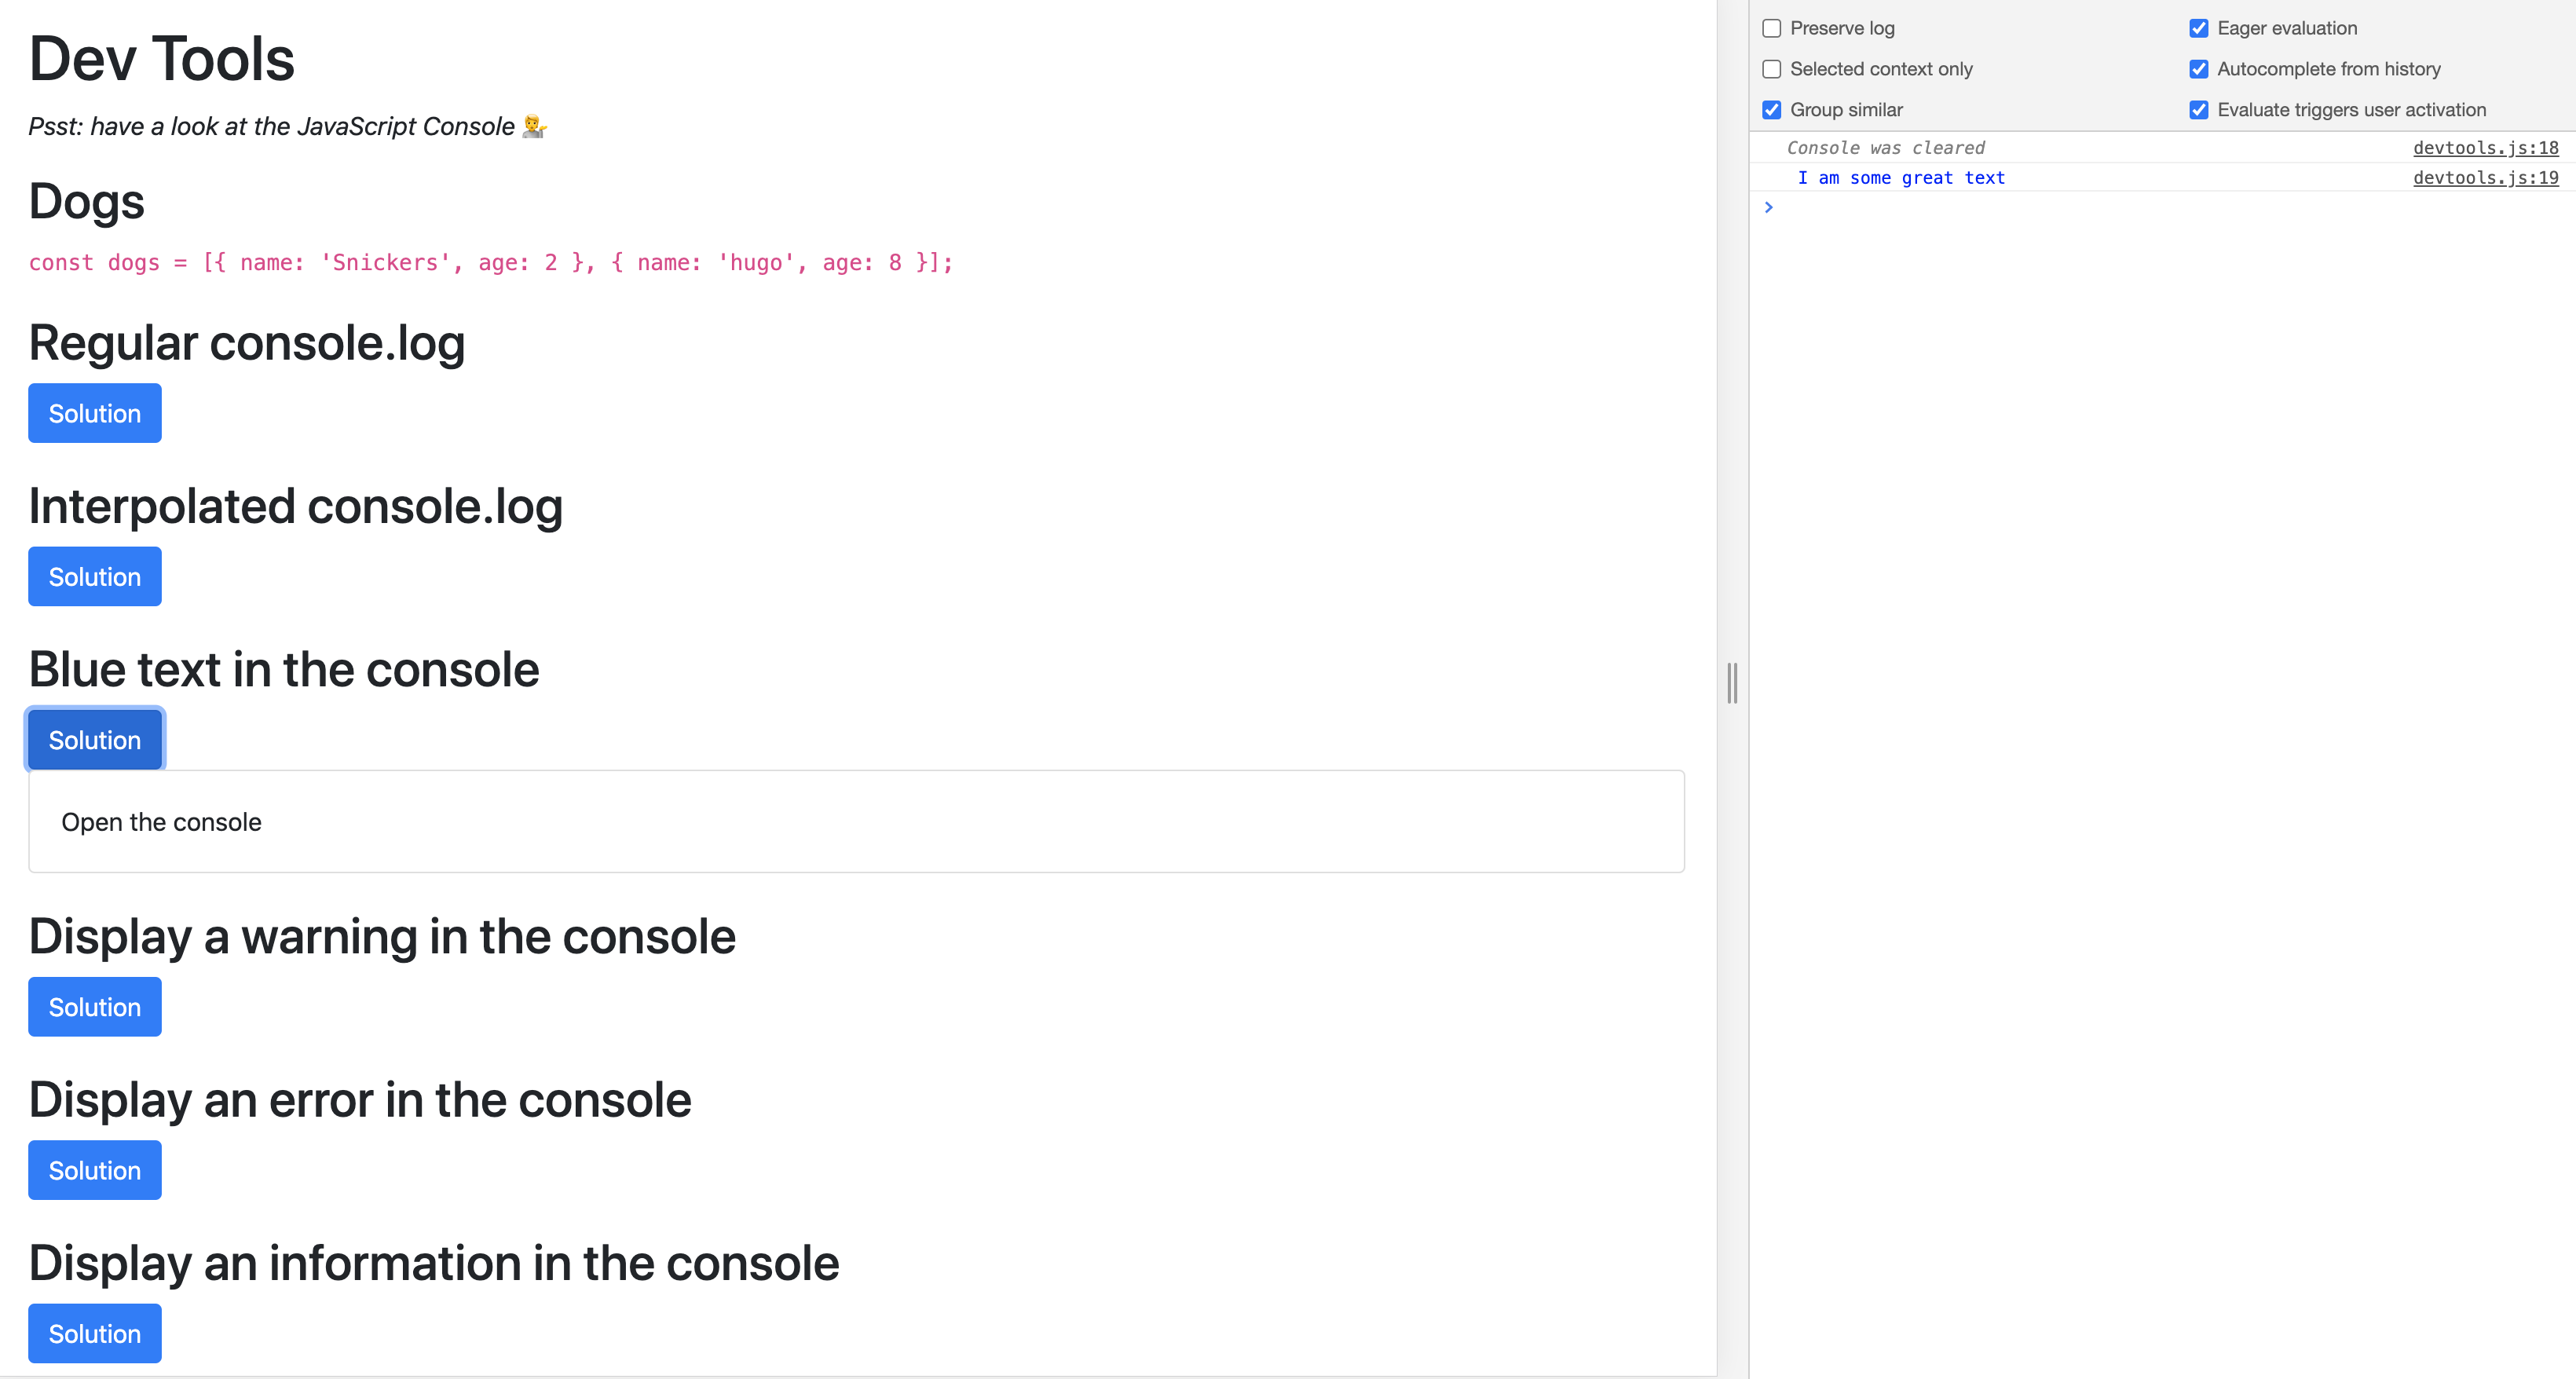 Dev Tools
Psst: have a look at the JavaScript Console 💁
Dogs
const dogs = [{ name: 'Snickers', age: 2 }, { name: 'hugo', age: 8 }];
Regular console.log
Solution
Interpolated console.log
Solution
Blue text in the console
Solution
Open the console
Display a warning in the console
Solution
Display an error in the console
Solution
Display an information in the console
Solution
Preserve log
Eager evaluation
Selected context only
Autocomplete from history
Group similar
Evaluate triggers user activation
Console was cleared devtools.js:18
I am some great text devtools.js:19